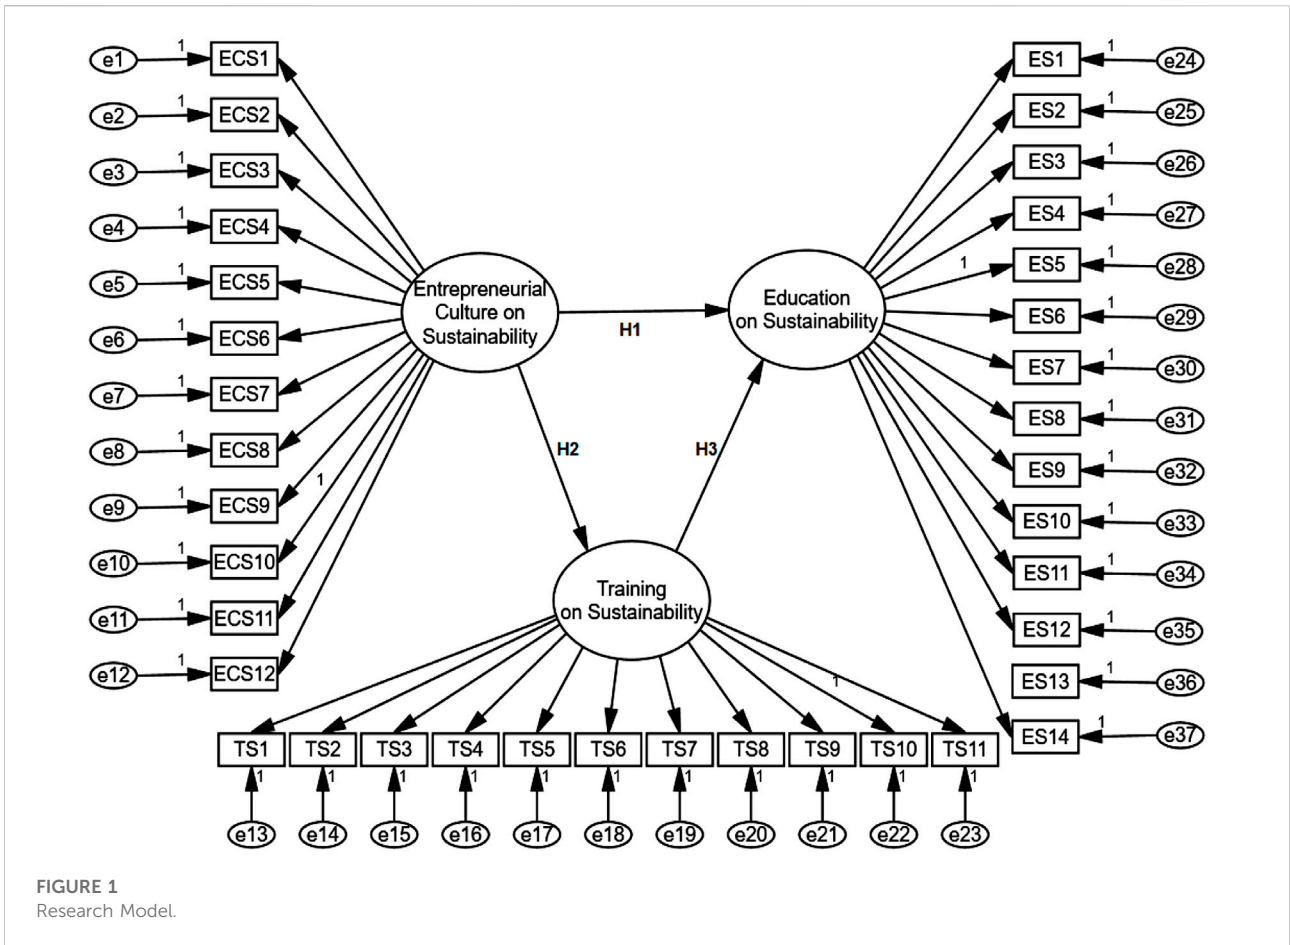 e1 1 ECS1
e2 1 ECS2
e3 1 ECS3
e4 1 ECS4
e5 1 ECS5
e6 1 ECS6
e7 1 ECS7
e8 1 ECS8
e9 1 ECS9
e10 1 ECS10
e11 1 ECS11
e12 1 ECS12
1
Entrepreneurial
Culture on
Sustainability
H1
H2
H3
Education
on Sustainability
Training
on Sustainability
1
ES1 1 e24
ES2 1 e25
ES3 1 e26
ES4 1 e27
ES5 1 e28
ES6 1 e29
ES7 1 e30
ES8 1 e31
ES9 1 e32
ES10 1 e33
ES11 1 e34
ES12 1 e35
ES13 1 e36
ES14 1 e37
1
TS1 TS2 TS3 TS4 TS5 TS6 TS7 TS8 TS9 TS10 TS11
1 1 1 1 1 1 1 1 1 1 1
e13 e14 e15 e16 e17 e18 e19 e20 e21 e22 e23
FIGURE 1
Research Model.